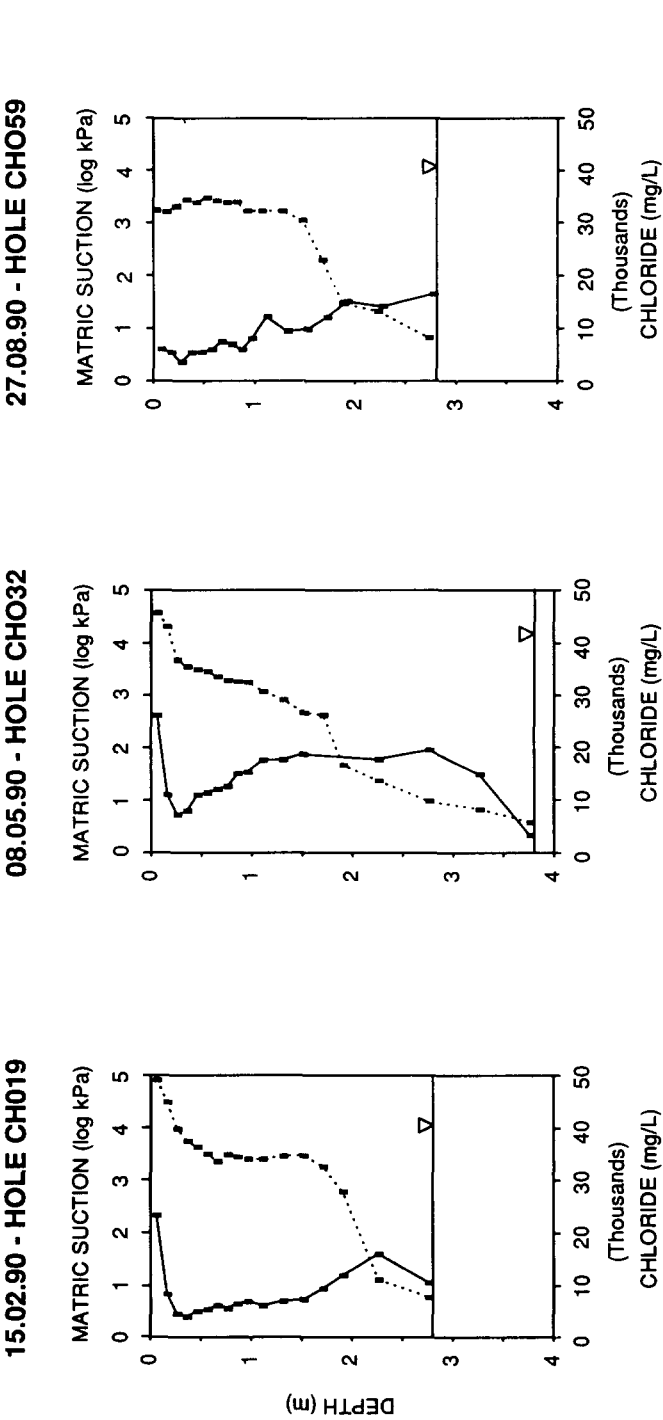 15.02.90 - HOLE CH019
MATRIC SUCTION (log kPa)
0 1 2 3 4 5
DEPTH (m)
0
1
2
3
4
0 10 20 30 40 50
(Thousands)
CHLORIDE (mg/L)
08.05.90 - HOLE CHO32
MATRIC SUCTION (log kPa)
0 1 2 3 4 5
0
1
2
3
4
0 10 20 30 40 50
(Thousands)
CHLORIDE (mg/L)
27.08.90 - HOLE CHO59
MATRIC SUCTION (log kPa)
0 1 2 3 4 5
0
1
2
3
4
0 10 20 30 40 50
(Thousands)
CHLORIDE (mg/L)